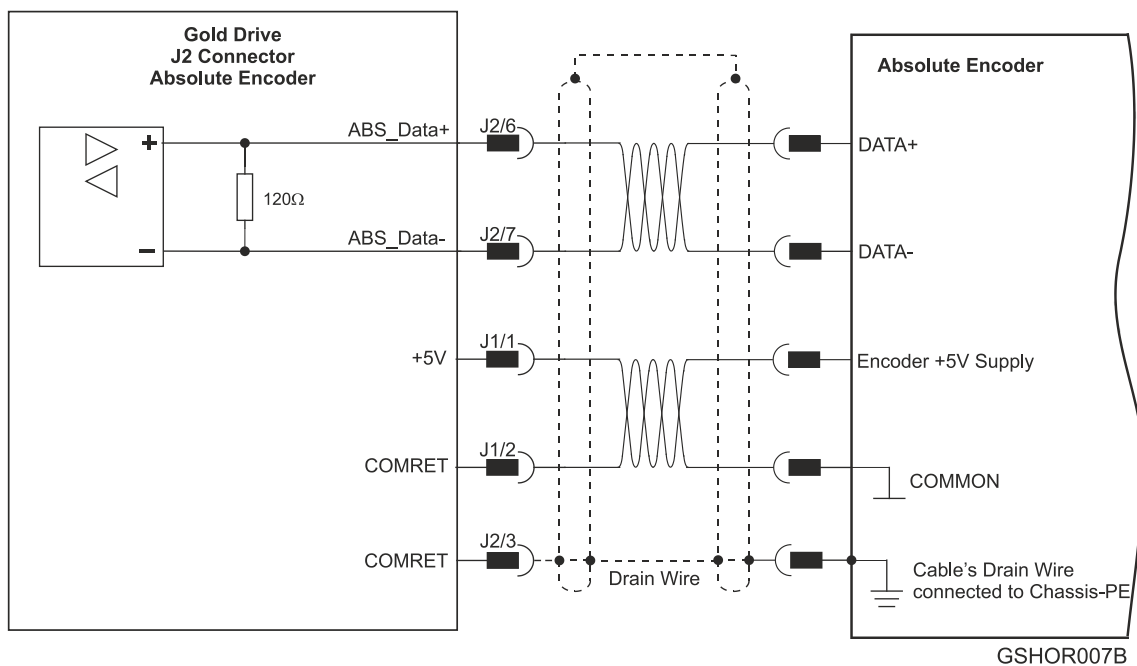 Gold Drive
J2 Connector
Absolute Encoder
Absolute Encoder
+
ABS_Data+
J2/6
DATA+
120Ω
−
ABS_Data-
J2/7
DATA-
+5V
J1/1
Encoder +5V Supply
COMRET
J1/2
COMMON
COMRET
J2/3
Drain Wire
Cable's Drain Wire
connected to Chassis-PE
GSHOR007B